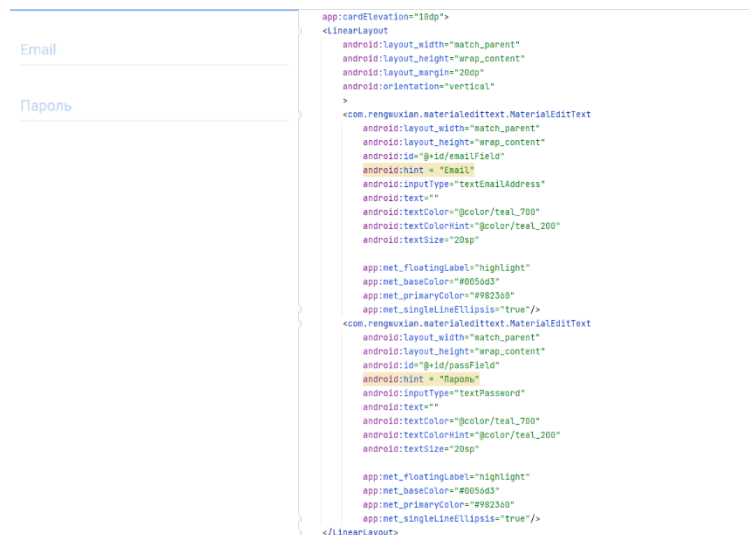 Email
Пароль
app:cardElevation="10dp">
<LinearLayout
android:layout_width="match_parent"
android:layout_height="wrap_content"
android:layout_margin="20dp"
android:orientation="vertical"
>
<com.rengwuxian.materialedittext.MaterialEditText
android:layout_width="match_parent"
android:layout_height="wrap_content"
android:id="@+id/emailField"
android:hint = "Email"
android:inputType="textEmailAddress"
android:text=""
android:textColor="@color/teal_700"
android:textColorHint="@color/teal_200"
android:textSize="20sp"
app:met_floatingLabel="highlight"
app:met_baseColor="#0056d3"
app:met_primaryColor="#982360"
app:met_singleLineEllipsis="true"/>
<com.rengwuxian.materialedittext.MaterialEditText
android:layout_width="match_parent"
android:layout_height="wrap_content"
android:id="@+id/passField"
android:hint = "Пароль"
android:inputType="textPassword"
android:text=""
android:textColor="@color/teal_700"
android:textColorHint="@color/teal_200"
android:textSize="20sp"
app:met_floatingLabel="highlight"
app:met_baseColor="#0056d3"
app:met_primaryColor="#982360"
app:met_singleLineEllipsis="true"/>
</LinearLayout>